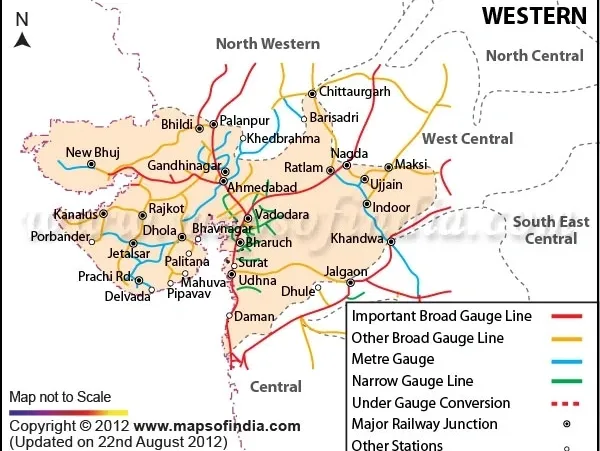 WESTERN
N
North Western
North Central
Chittaurgarh
Bhildi
Palanpur
Barisadri
Khedbrahma
West Central
New Bhuj
Gandhinagar
Nagda
Ratlam
Maksi
Ahmedabad
Ujjain
Kanalus
Rajkot
Indoor
Vadodara
Porbander
Dhola
Bhavnagar
South East
Central
Khandwa
Bharuch
Jetalsar
Palitana
Surat
Prachi Rd.
Mahuva
Udhna
Jalgaon
Delvada
Pipavav
Dhule
Daman
Important Broad Gauge Line
Other Broad Gauge Line
Metre Gauge
Narrow Gauge Line
Under Gauge Conversion
Major Railway Junction
Other Stations
Central
Map not to Scale
Copyright © 2012 www.mapsofindia.com
(Updated on 22nd August 2012)